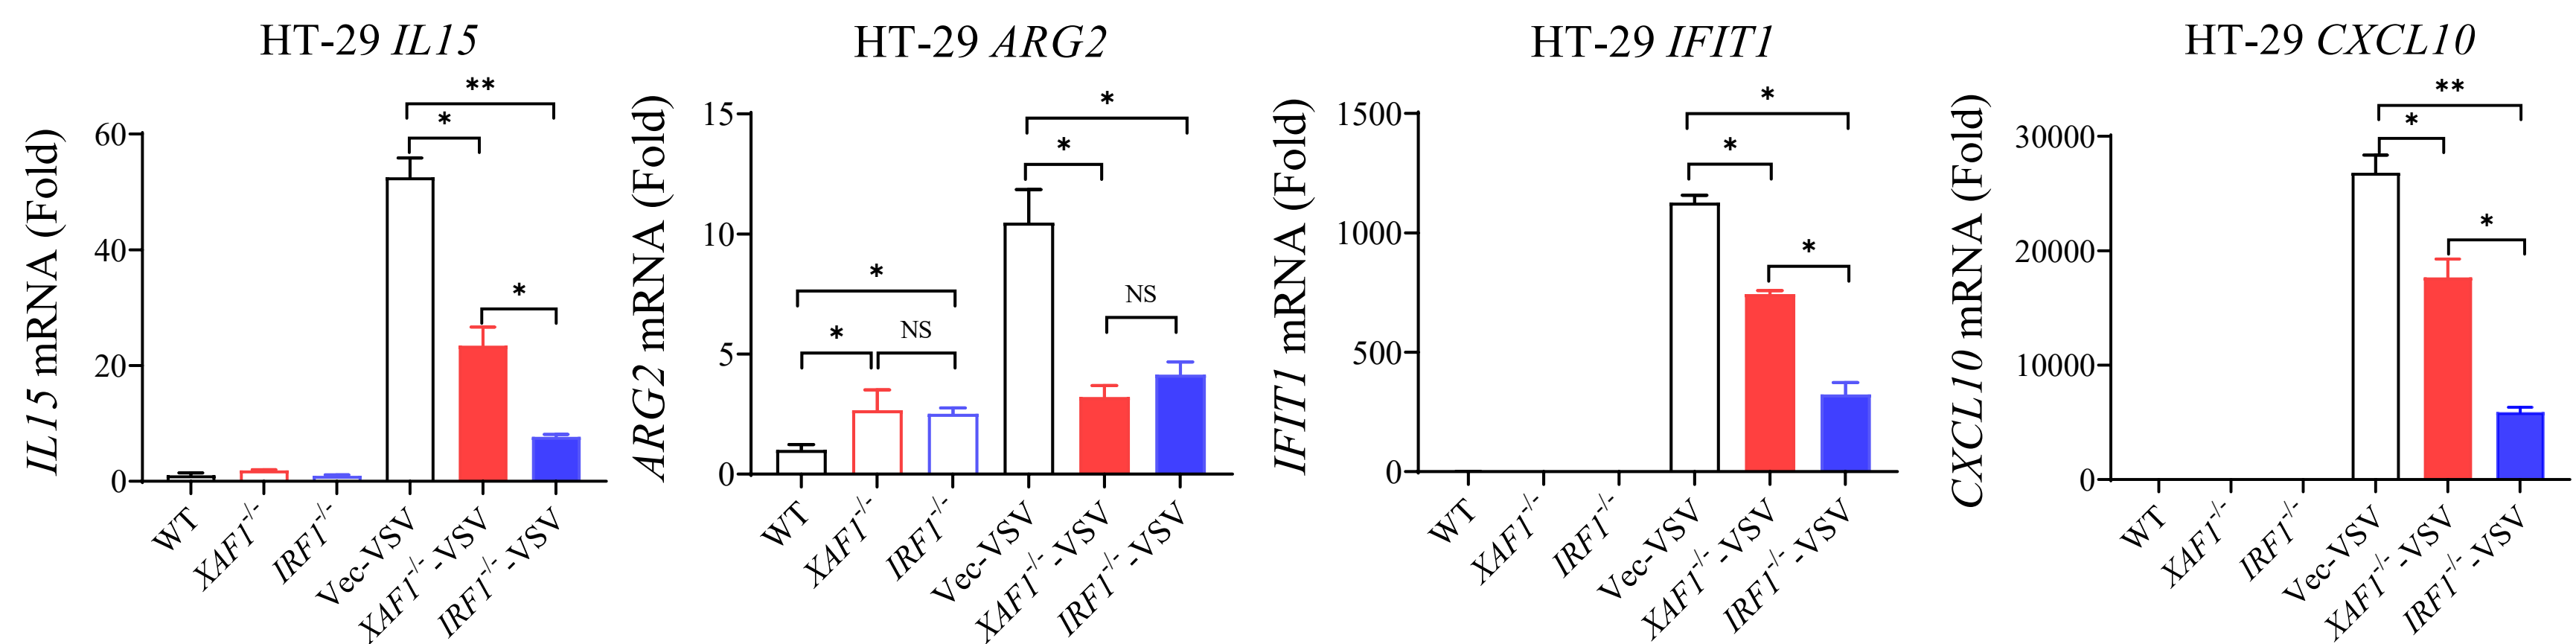 HT-29 IL15
IL15 mRNA (Fold)
60
40
20
0
**
*
*
WT
XAF1-/-
IRF1-/-
Vec-VSV
XAF1-/--VSV
IRF1-/--VSV
HT-29 ARG2
ARG2 mRNA (Fold)
15
10
5
0
*
*
*
*
NS
NS
WT
XAF1-/-
IRF1-/-
Vec-VSV
XAF1-/--VSV
IRF1-/--VSV
HT-29 IFIT1
IFIT1 mRNA (Fold)
1500
1000
500
0
*
*
*
WT
XAF1-/-
IRF1-/-
Vec-VSV
XAF1-/--VSV
IRF1-/--VSV
HT-29 CXCL10
CXCL10 mRNA (Fold)
30000
20000
10000
0
**
*
*
WT
XAF1-/-
IRF1-/-
Vec-VSV
XAF1-/--VSV
IRF1-/--VSV